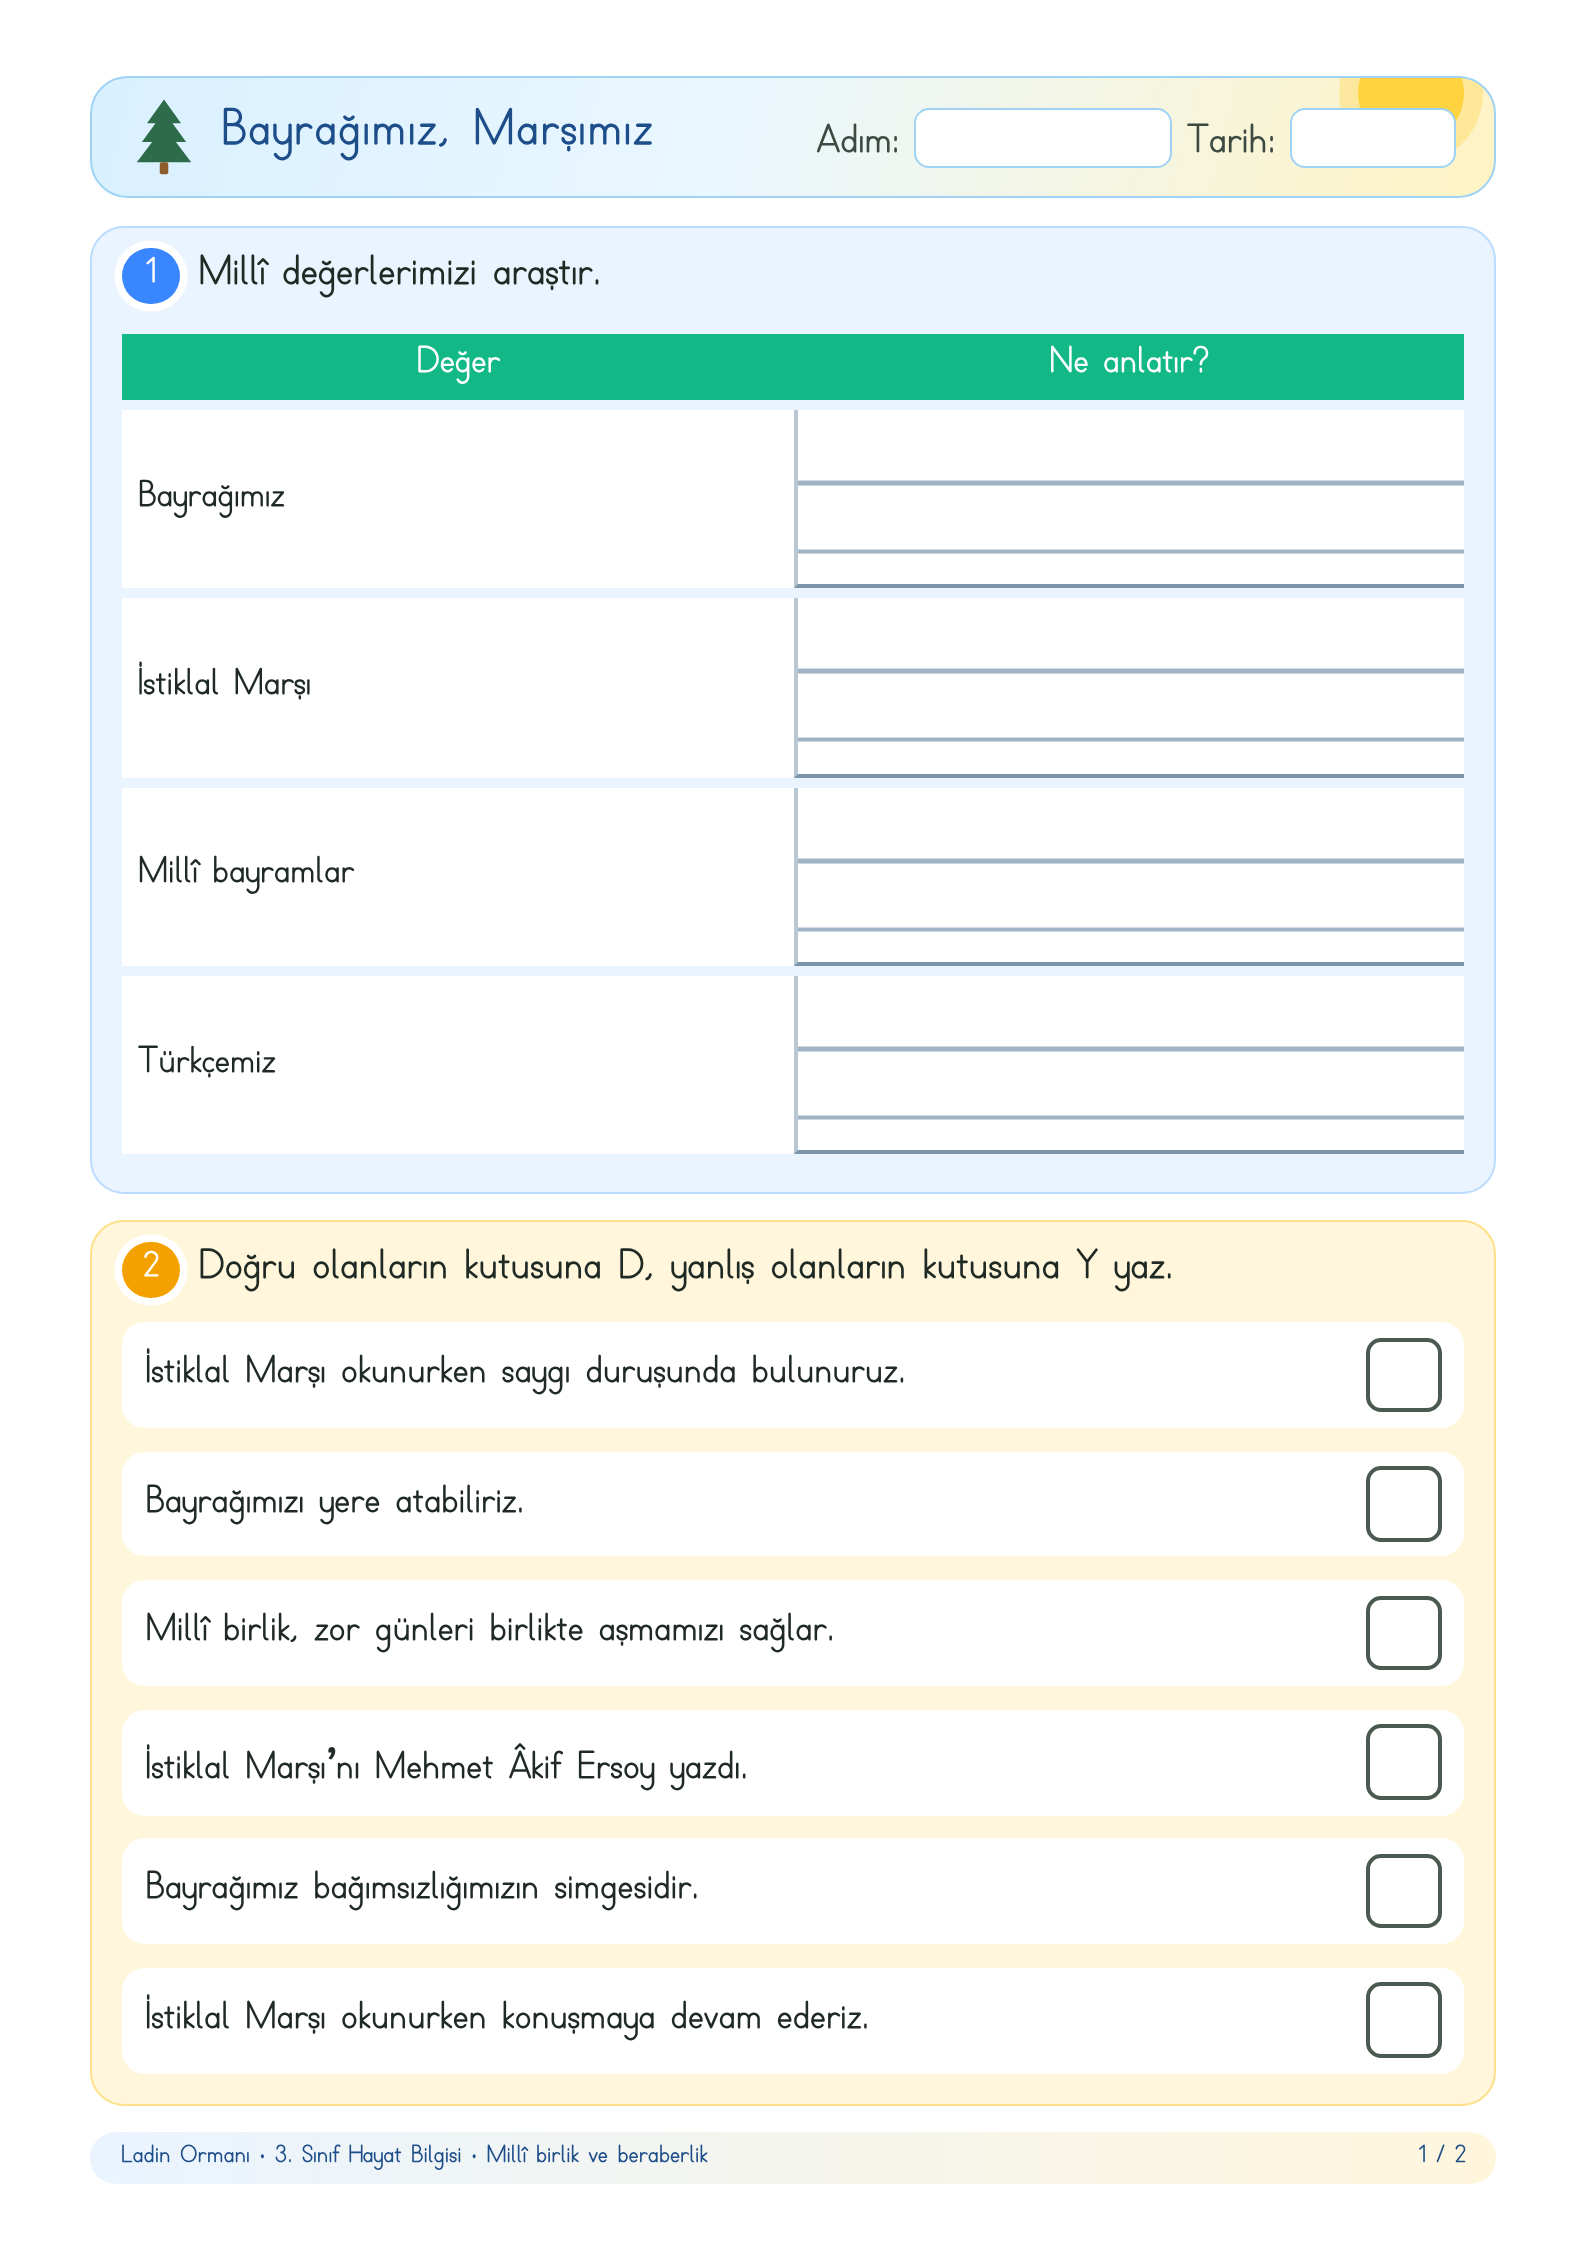 Bayrağımız, Marşımız
Adım:
Tarih:
1 Millî değerlerimizi araştır.
Değer
Ne anlatır?
Bayrağımız
İstiklal Marşı
Millî bayramlar
Türkçemiz
2 Doğru olanların kutusuna D, yanlış olanların kutusuna Y yaz.
İstiklal Marşı okunurken saygı duruşunda bulunuruz.
Bayrağımızı yere atabiliriz.
Millî birlik, zor günleri birlikte aşmamızı sağlar.
İstiklal Marşı’nı Mehmet Âkif Ersoy yazdı.
Bayrağımız bağımsızlığımızın simgesidir.
İstiklal Marşı okunurken konuşmaya devam ederiz.
Ladin Ormanı • 3. Sınıf Hayat Bilgisi • Millî birlik ve beraberlik
1 / 2